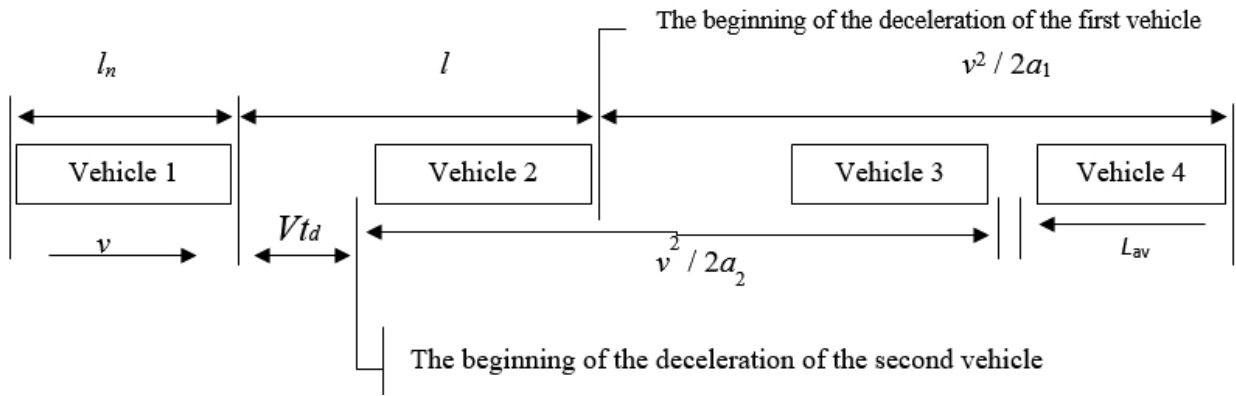 The beginning of the deceleration of the first vehicle
lₙ l v² / 2a₁
Vehicle 1 Vehicle 2 Vehicle 3 Vehicle 4
v Vt_d v² / 2a₂ L_av
The beginning of the deceleration of the second vehicle